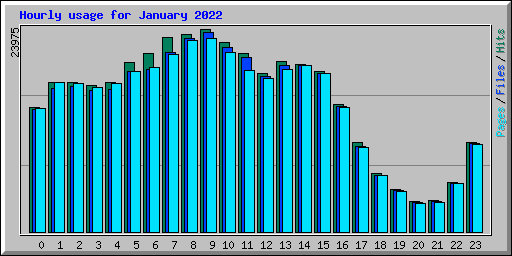 Hourly usage for January 2022
23975
Pages/Files/Hits
0 1 2 3 4 5 6 7 8 9 10 11 12 13 14 15 16 17 18 19 20 21 22 23